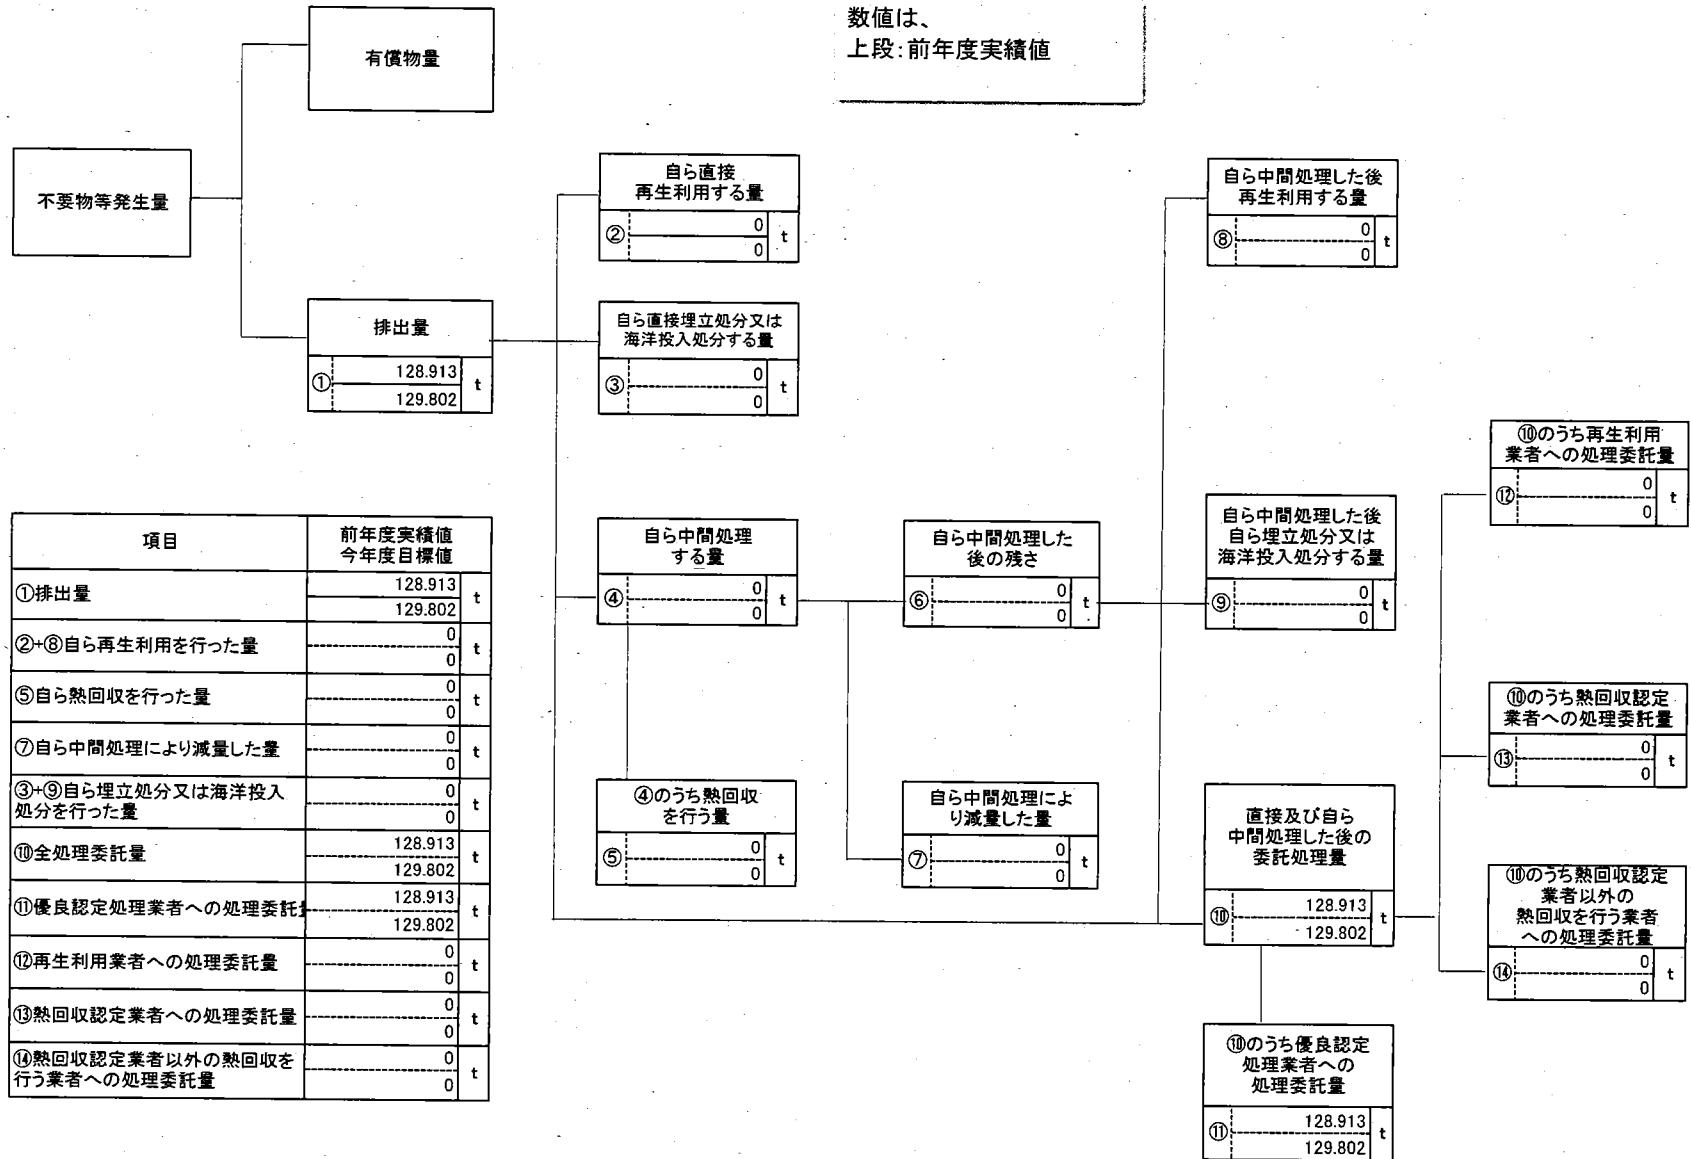 数値は、
上段:前年度実績値
有償物量
不要物等発生量
排出量
① 128.913 t
129.802
自ら直接
再生利用する量
② 0 t
0
自ら直接埋立処分又は
海洋投入処分する量
③ 0 t
0
自ら中間処理した後
再生利用する量
⑧ 0 t
0
自ら中間処理
する量
④ 0 t
0
自ら中間処理した
後の残さ
⑥ 0 t
0
自ら中間処理した後
自ら埋立処分又は
海洋投入処分する量
⑨ 0 t
0
④のうち熱回収
を行う量
⑤ 0 t
0
自ら中間処理によ
り減量した量
⑦ 0 t
0
直接及び自ら
中間処理した後の
委託処理量
⑩ 128.913 t
129.802
⑩のうち優良認定
処理業者への
処理委託量
⑪ 128.913 t
129.802
⑩のうち再生利用
業者への処理委託量
⑫ 0 t
0
⑩のうち熱回収認定
業者への処理委託量
⑬ 0 t
0
⑩のうち熱回収認定
業者以外の
熱回収を行う業者
への処理委託量
⑭ 0 t
0
項目 前年度実績値
今年度目標値
①排出量 128.913 t
129.802
②+⑧自ら再生利用を行った量 0 t
0
⑤自ら熱回収を行った量 0 t
0
⑦自ら中間処理により減量した量 0 t
0
③+⑨自ら埋立処分又は海洋投入
処分を行った量 0 t
0
⑩全処理委託量 128.913 t
129.802
⑪優良認定処理業者への処理委託 128.913 t
129.802
⑫再生利用業者への処理委託量 0 t
0
⑬熱回収認定業者への処理委託量 0 t
0
⑭熱回収認定業者以外の熱回収を
行う業者への処理委託量 0 t
0